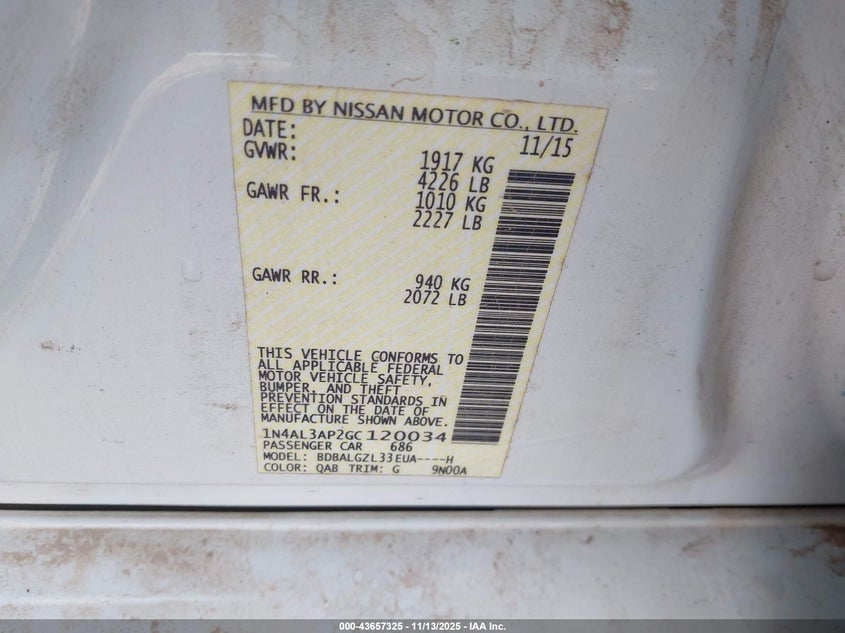 MFD BY NISSAN MOTOR CO., LTD.
DATE: 11/15
GVWR: 1917 KG
4226 LB
GAWR FR.: 1010 KG
2227 LB
GAWR RR.: 940 KG
2072 LB
THIS VEHICLE CONFORMS TO
ALL APPLICABLE FEDERAL
MOTOR VEHICLE SAFETY,
BUMPER, AND THEFT
PREVENTION STANDARDS IN
EFFECT ON THE DATE OF
MANUFACTURE SHOWN ABOVE.
1N4AL3AP2GC120034
PASSENGER CAR 686
MODEL: BDBALGZL33EUA----H
COLOR: QAB TRIM: G 9N00A
000-43657325 | 11/13/2025 | IAA Inc.